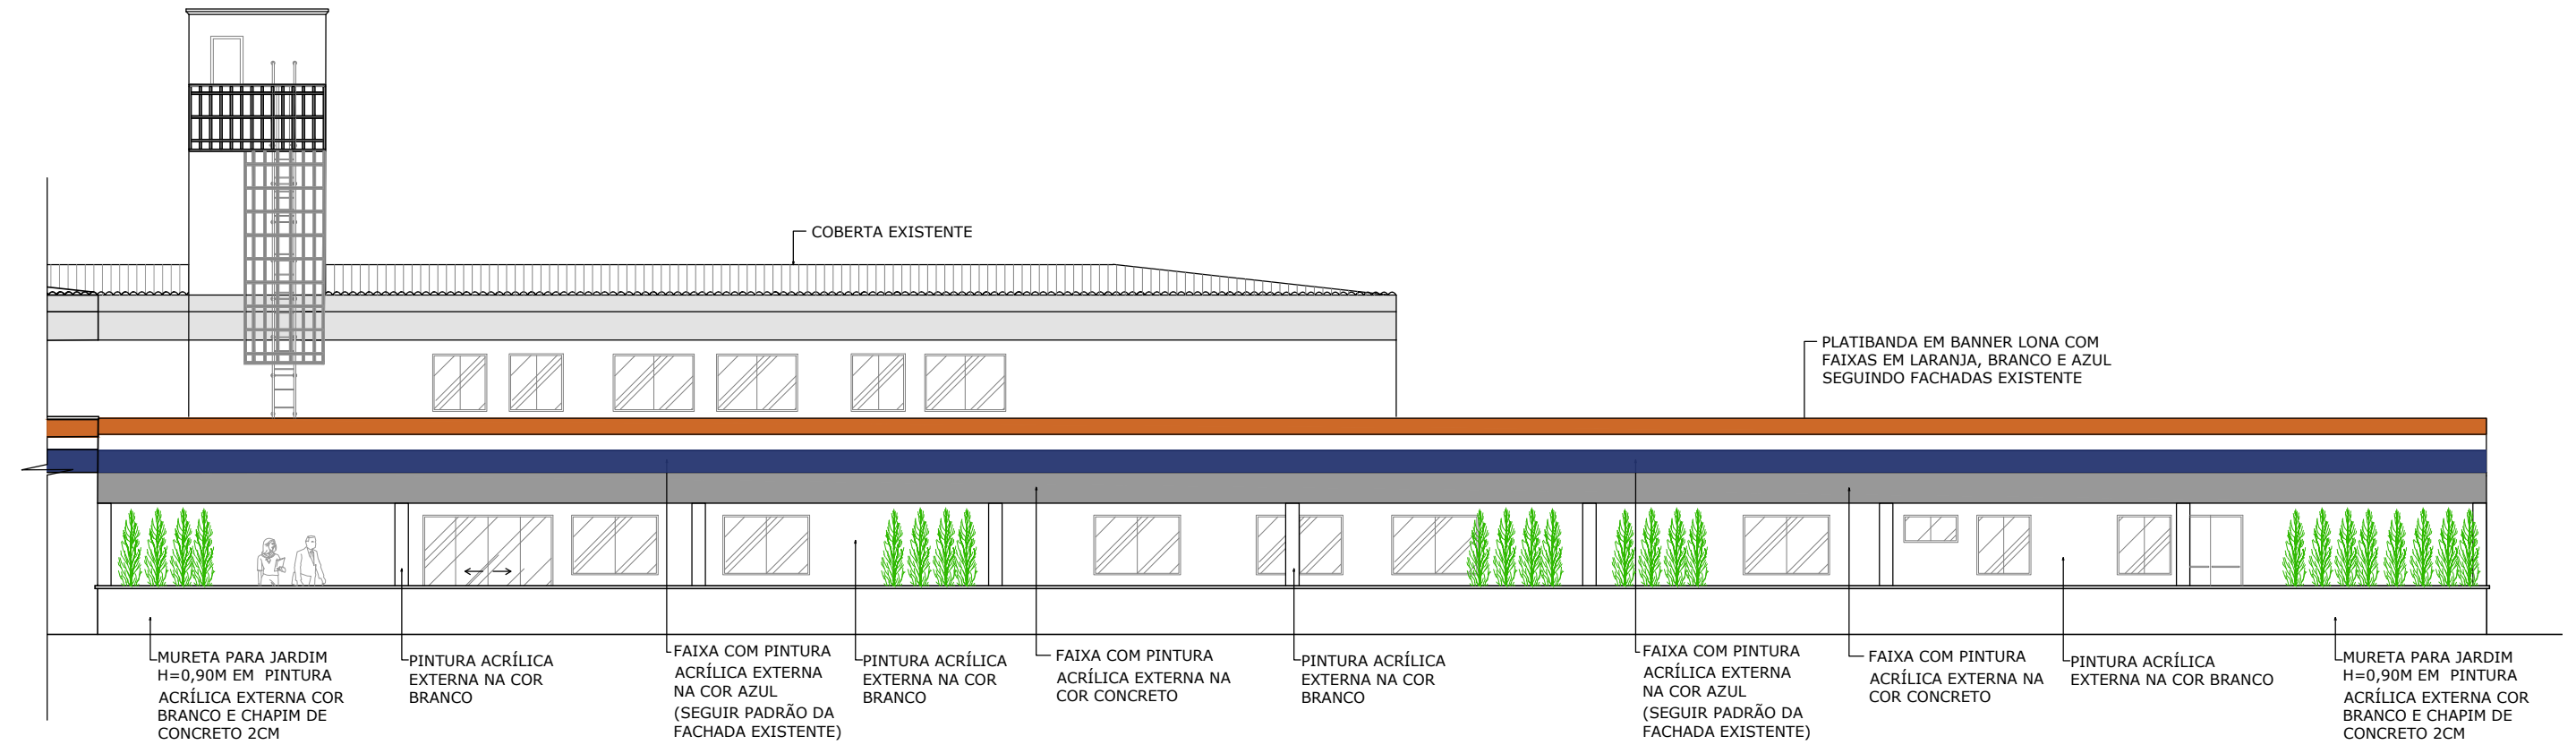 COBERTA EXISTENTE
PLATIBANDA EM BANNER LONA COM
FAIXAS EM LARANJA, BRANCO E AZUL
SEGUINDO FACHADAS EXISTENTE
MURETA PARA JARDIM
H=0,90M EM PINTURA
ACRÍLICA EXTERNA COR
BRANCO E CHAPIM DE
CONCRETO 2CM
PINTURA ACRÍLICA
EXTERNA NA COR
BRANCO
FAIXA COM PINTURA
ACRÍLICA EXTERNA
NA COR AZUL
(SEGUIR PADRÃO DA
FACHADA EXISTENTE)
PINTURA ACRÍLICA
EXTERNA NA COR
BRANCO
FAIXA COM PINTURA
ACRÍLICA EXTERNA NA
COR CONCRETO
PINTURA ACRÍLICA
EXTERNA NA COR
BRANCO
FAIXA COM PINTURA
ACRÍLICA EXTERNA
NA COR AZUL
(SEGUIR PADRÃO DA
FACHADA EXISTENTE)
FAIXA COM PINTURA
ACRÍLICA EXTERNA NA
COR CONCRETO
PINTURA ACRÍLICA
EXTERNA NA COR BRANCO
MURETA PARA JARDIM
H=0,90M EM PINTURA
ACRÍLICA EXTERNA COR
BRANCO E CHAPIM DE
CONCRETO 2CM